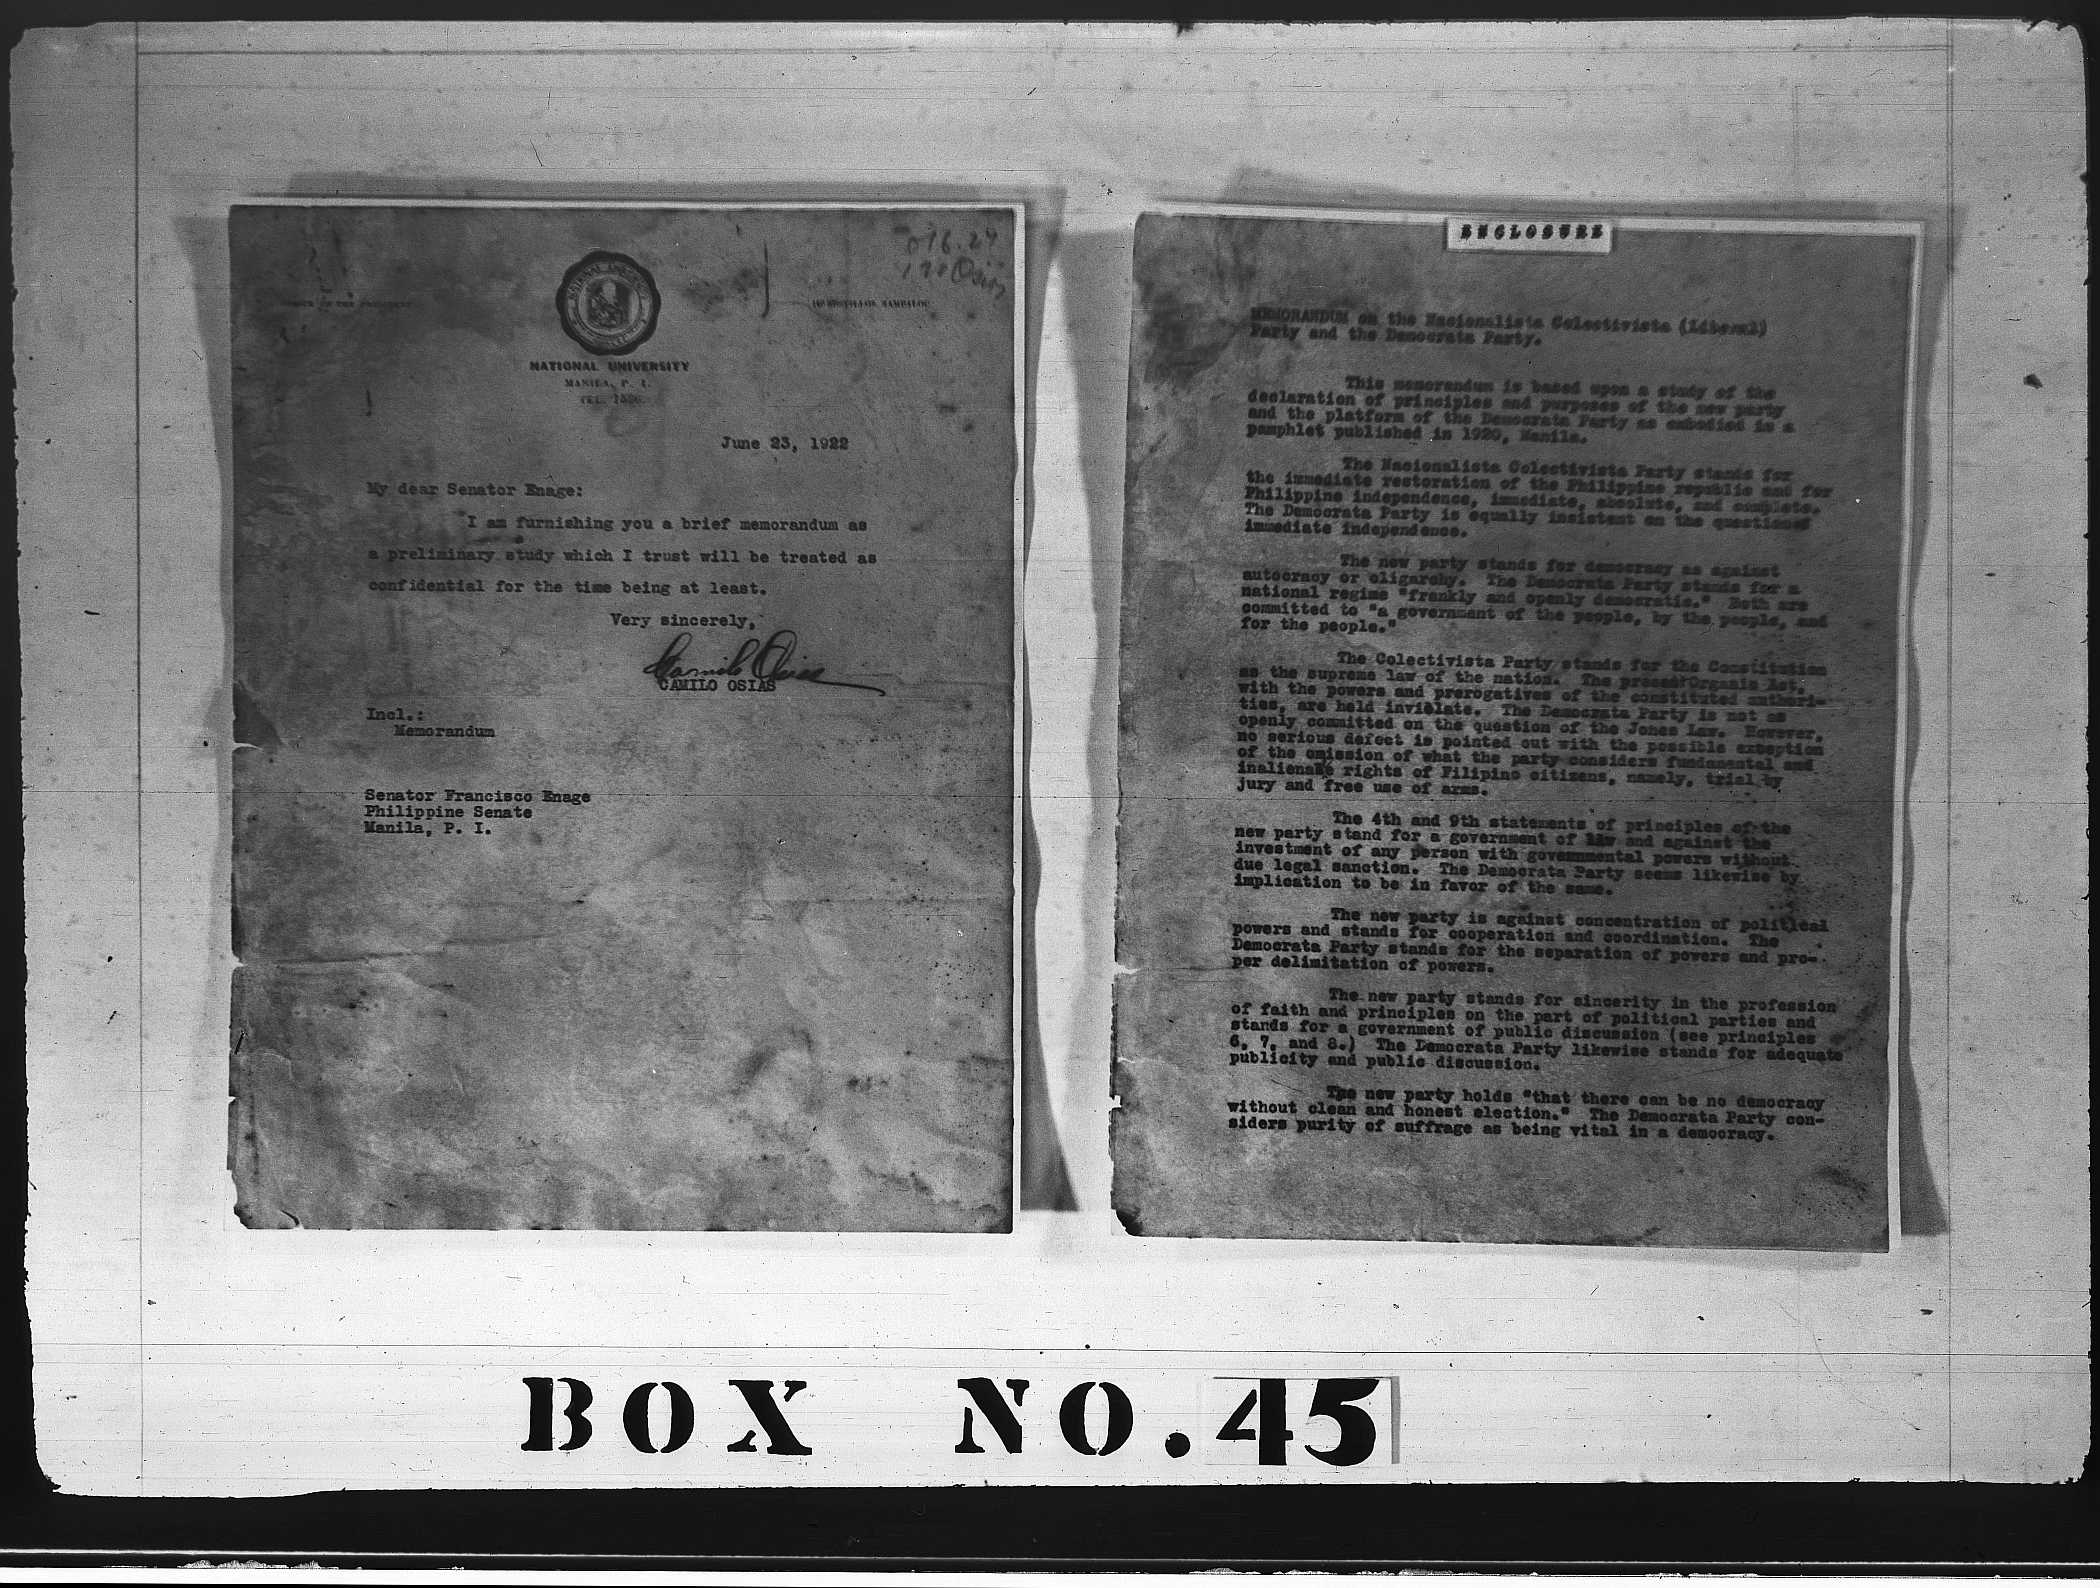 OFFICE OF THE PRESIDENT
NATIONAL UNIVERSITY
MANILA, P. I.
TEL.
June 23, 1922
My dear Senator Enage:
I am furnishing you a brief memorandum as
a preliminary study which I trust will be treated as
confidential for the time being at least.
Very sincerely,
Camilo Osias
CAMILO OSIAS
Incl.:
Memorandum
Senator Francisco Enage
Philippine Senate
Manila, P. I.
ENCLOSURE
MEMORANDUM on the Nacionalista Colectivista (Liberal)
Party and the Democrata Party.
This memorandum is based upon a study of the
declaration of principles and purposes of the new party
and the platform of the Democrata Party as embodied in a
pamphlet published in 1920, Manila.
The Nacionalista Colectivista Party stands for
the immediate restoration of the Philippine republic and for
Philippine independence, immediate, absolute, and complete.
The Democrata Party is equally insistent on the question of
immediate independence.
The new party stands for democracy as against
autocracy or oligarchy. The Democrata Party stands for a
national regime "frankly and openly democratic." Both are
committed to "a government of the people, by the people, and
for the people."
The Colectivista Party stands for the Constitution
as the supreme law of the nation. The present Organic Act,
with the powers and prerogatives of the constituted authori-
ties, are held inviolate. The Democrata Party is not as
openly committed on the question of the Jones Law. However,
no serious defect is pointed out with the possible exception
of the omission of what the party considers fundamental and
inalienable rights of Filipino citizens, namely, trial by
jury and free use of arms.
The 4th and 9th statements of principles of the
new party stand for a government of law and against the
investment of any person with governmental powers without
due legal sanction. The Democrata Party seems likewise by
implication to be in favor of the same.
The new party is against concentration of political
powers and stands for cooperation and coordination. The
Democrata Party stands for the separation of powers and pro-
per delimitation of powers.
The new party stands for sincerity in the profession
of faith and principles on the part of political parties and
stands for a government of public discussion (see principles
6, 7, and 8.) The Democrata Party likewise stands for adequate
publicity and public discussion.
The new party holds "that there can be no democracy
without clean and honest election." The Democrata Party con-
siders purity of suffrage as being vital in a democracy.
BOX NO. 45